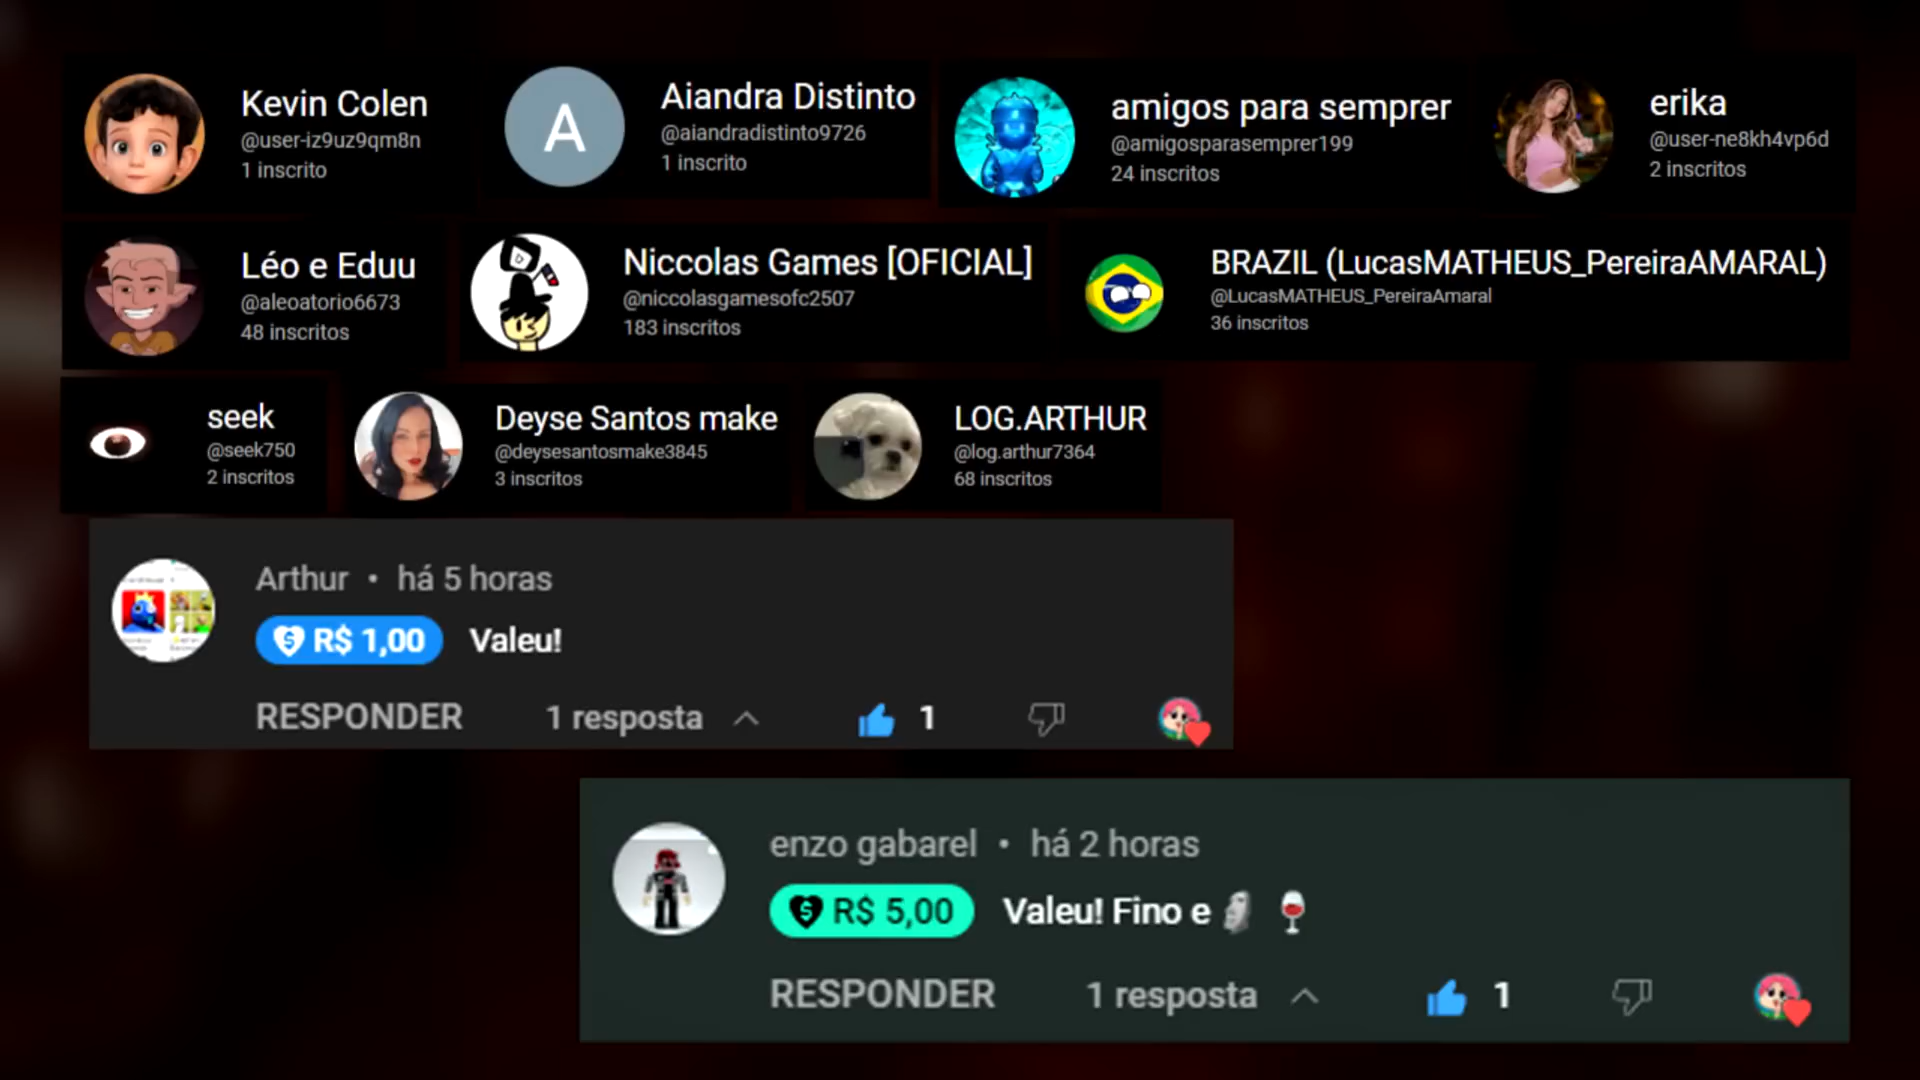 Kevin Colen
@user-iz9uz9qm8n
1 inscrito
A
Aiandra Distinto
@aiandradistinto9726
1 inscrito
amigos para semprer
@amigosparasemprer199
24 inscritos
erika
@user-ne8kh4vp6d
2 inscritos
Léo e Eduu
@aleoatorio6673
48 inscritos
Niccolas Games [OFICIAL]
@niccolasgamesofc2507
183 inscritos
BRAZIL (LucasMATHEUS_PereiraAMARAL)
@LucasMATHEUS_PereiraAmaral
36 inscritos
seek
@seek750
2 inscritos
Deyse Santos make
@deysesantosmake3845
3 inscritos
LOG.ARTHUR
@log.arthur7364
68 inscritos
Arthur • há 5 horas
R$ 1,00 Valeu!
RESPONDER 1 resposta 1
enzo gabarel • há 2 horas
R$ 5,00 Valeu! Fino e 🗿 🍷
RESPONDER 1 resposta 1